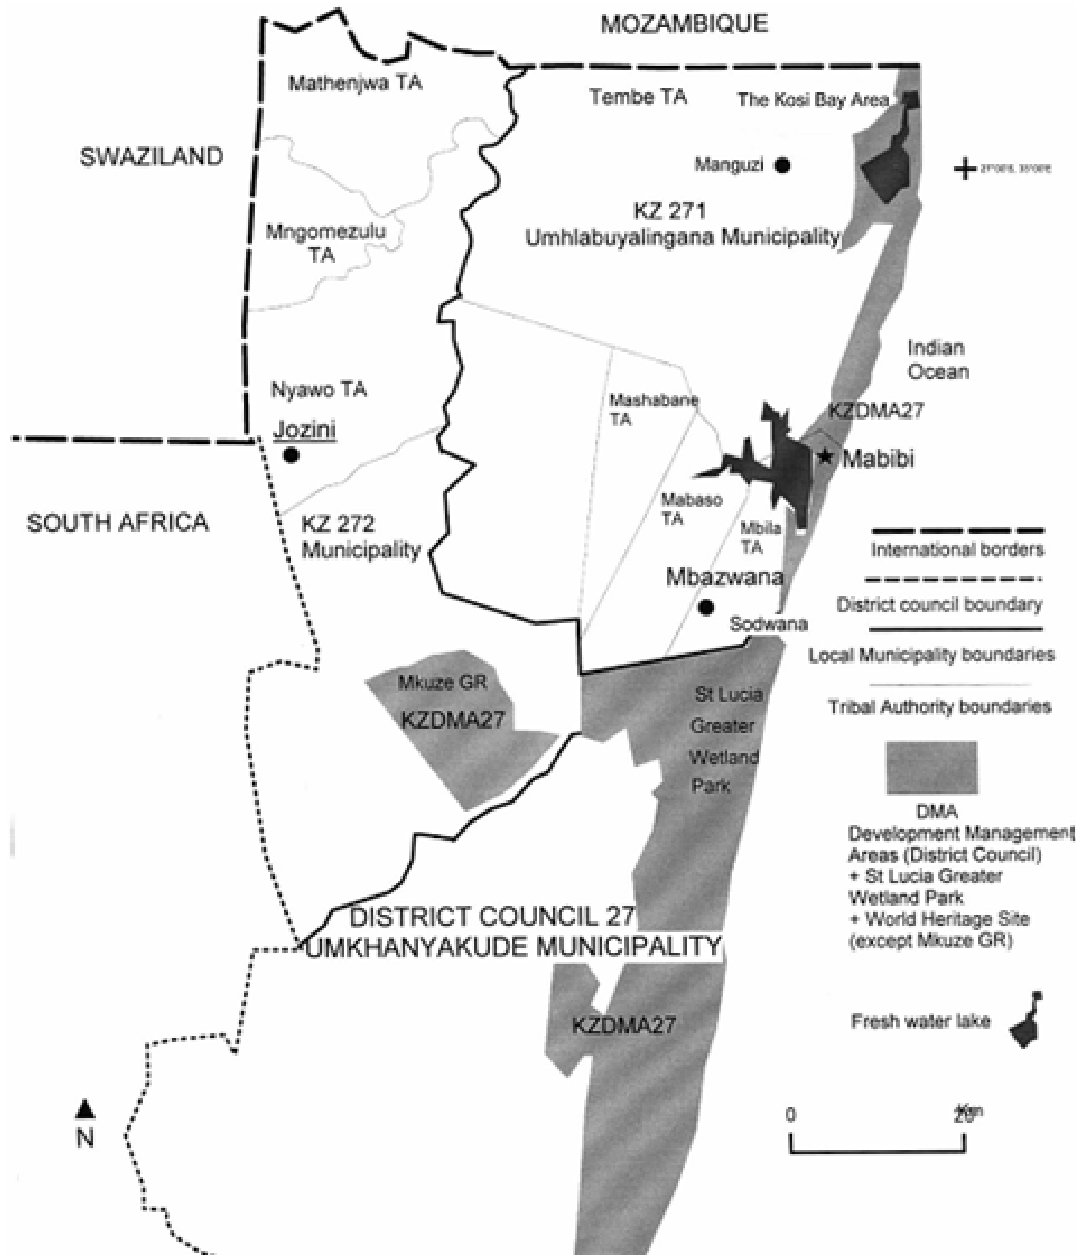 MOZAMBIQUE
Mathenjwa TA
Tembe TA
The Kosi Bay Area
SWAZILAND
Manguzi
KZ 271
Umhlabuyalingana Municipality
Mngomezulu
TA
Indian
Ocean
Nyawo TA
Jozini
Mashabane
TA
KZDMA27
Mabibi
SOUTH AFRICA
KZ 272
Municipality
Mabaso
TA
Mbila
TA
Mbazwana
Sodwana
International borders
District council boundary
Local Municipality boundaries
Tribal Authority boundaries
Mkuze GR
KZDMA27
St Lucia
Greater
Wetland
Park
DMA
Development Management
Areas (District Council)
+ St Lucia Greater
Wetland Park
+ World Heritage Site
(except Mkuze GR)
DISTRICT COUNCIL 27
UMKHANYAKUDE MUNICIPALITY
KZDMA27
Fresh water lake
N
0